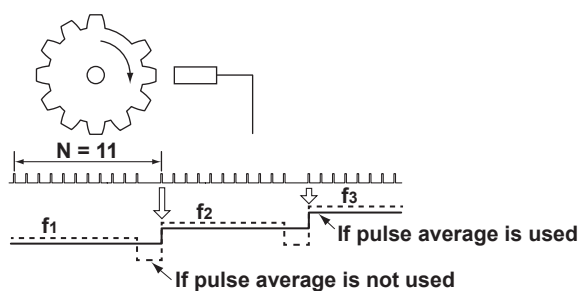 N = 11
f1
f2
f3
If pulse average is used
If pulse average is not used